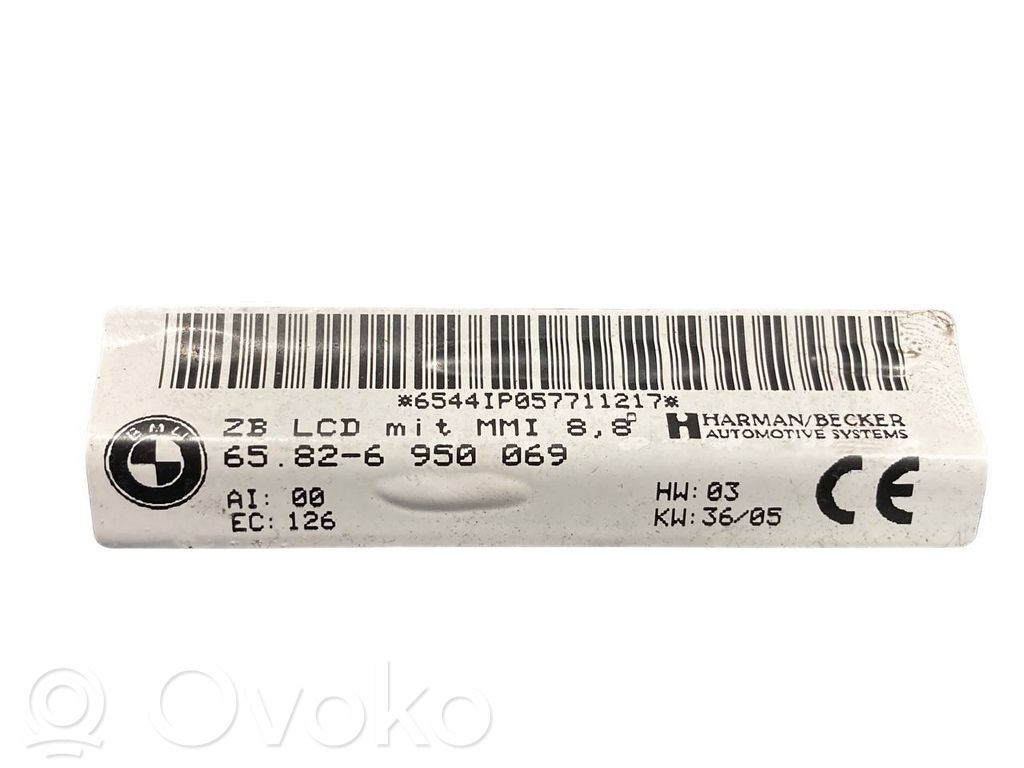 *6544IP057711217*
BMW
ZB LCD mit MMI 8,8"
HARMAN/BECKER
AUTOMOTIVE SYSTEMS
65.82-6 950 069
AI: 00
EC: 126
HW: 03
KW: 36/05
CE
Ovoko